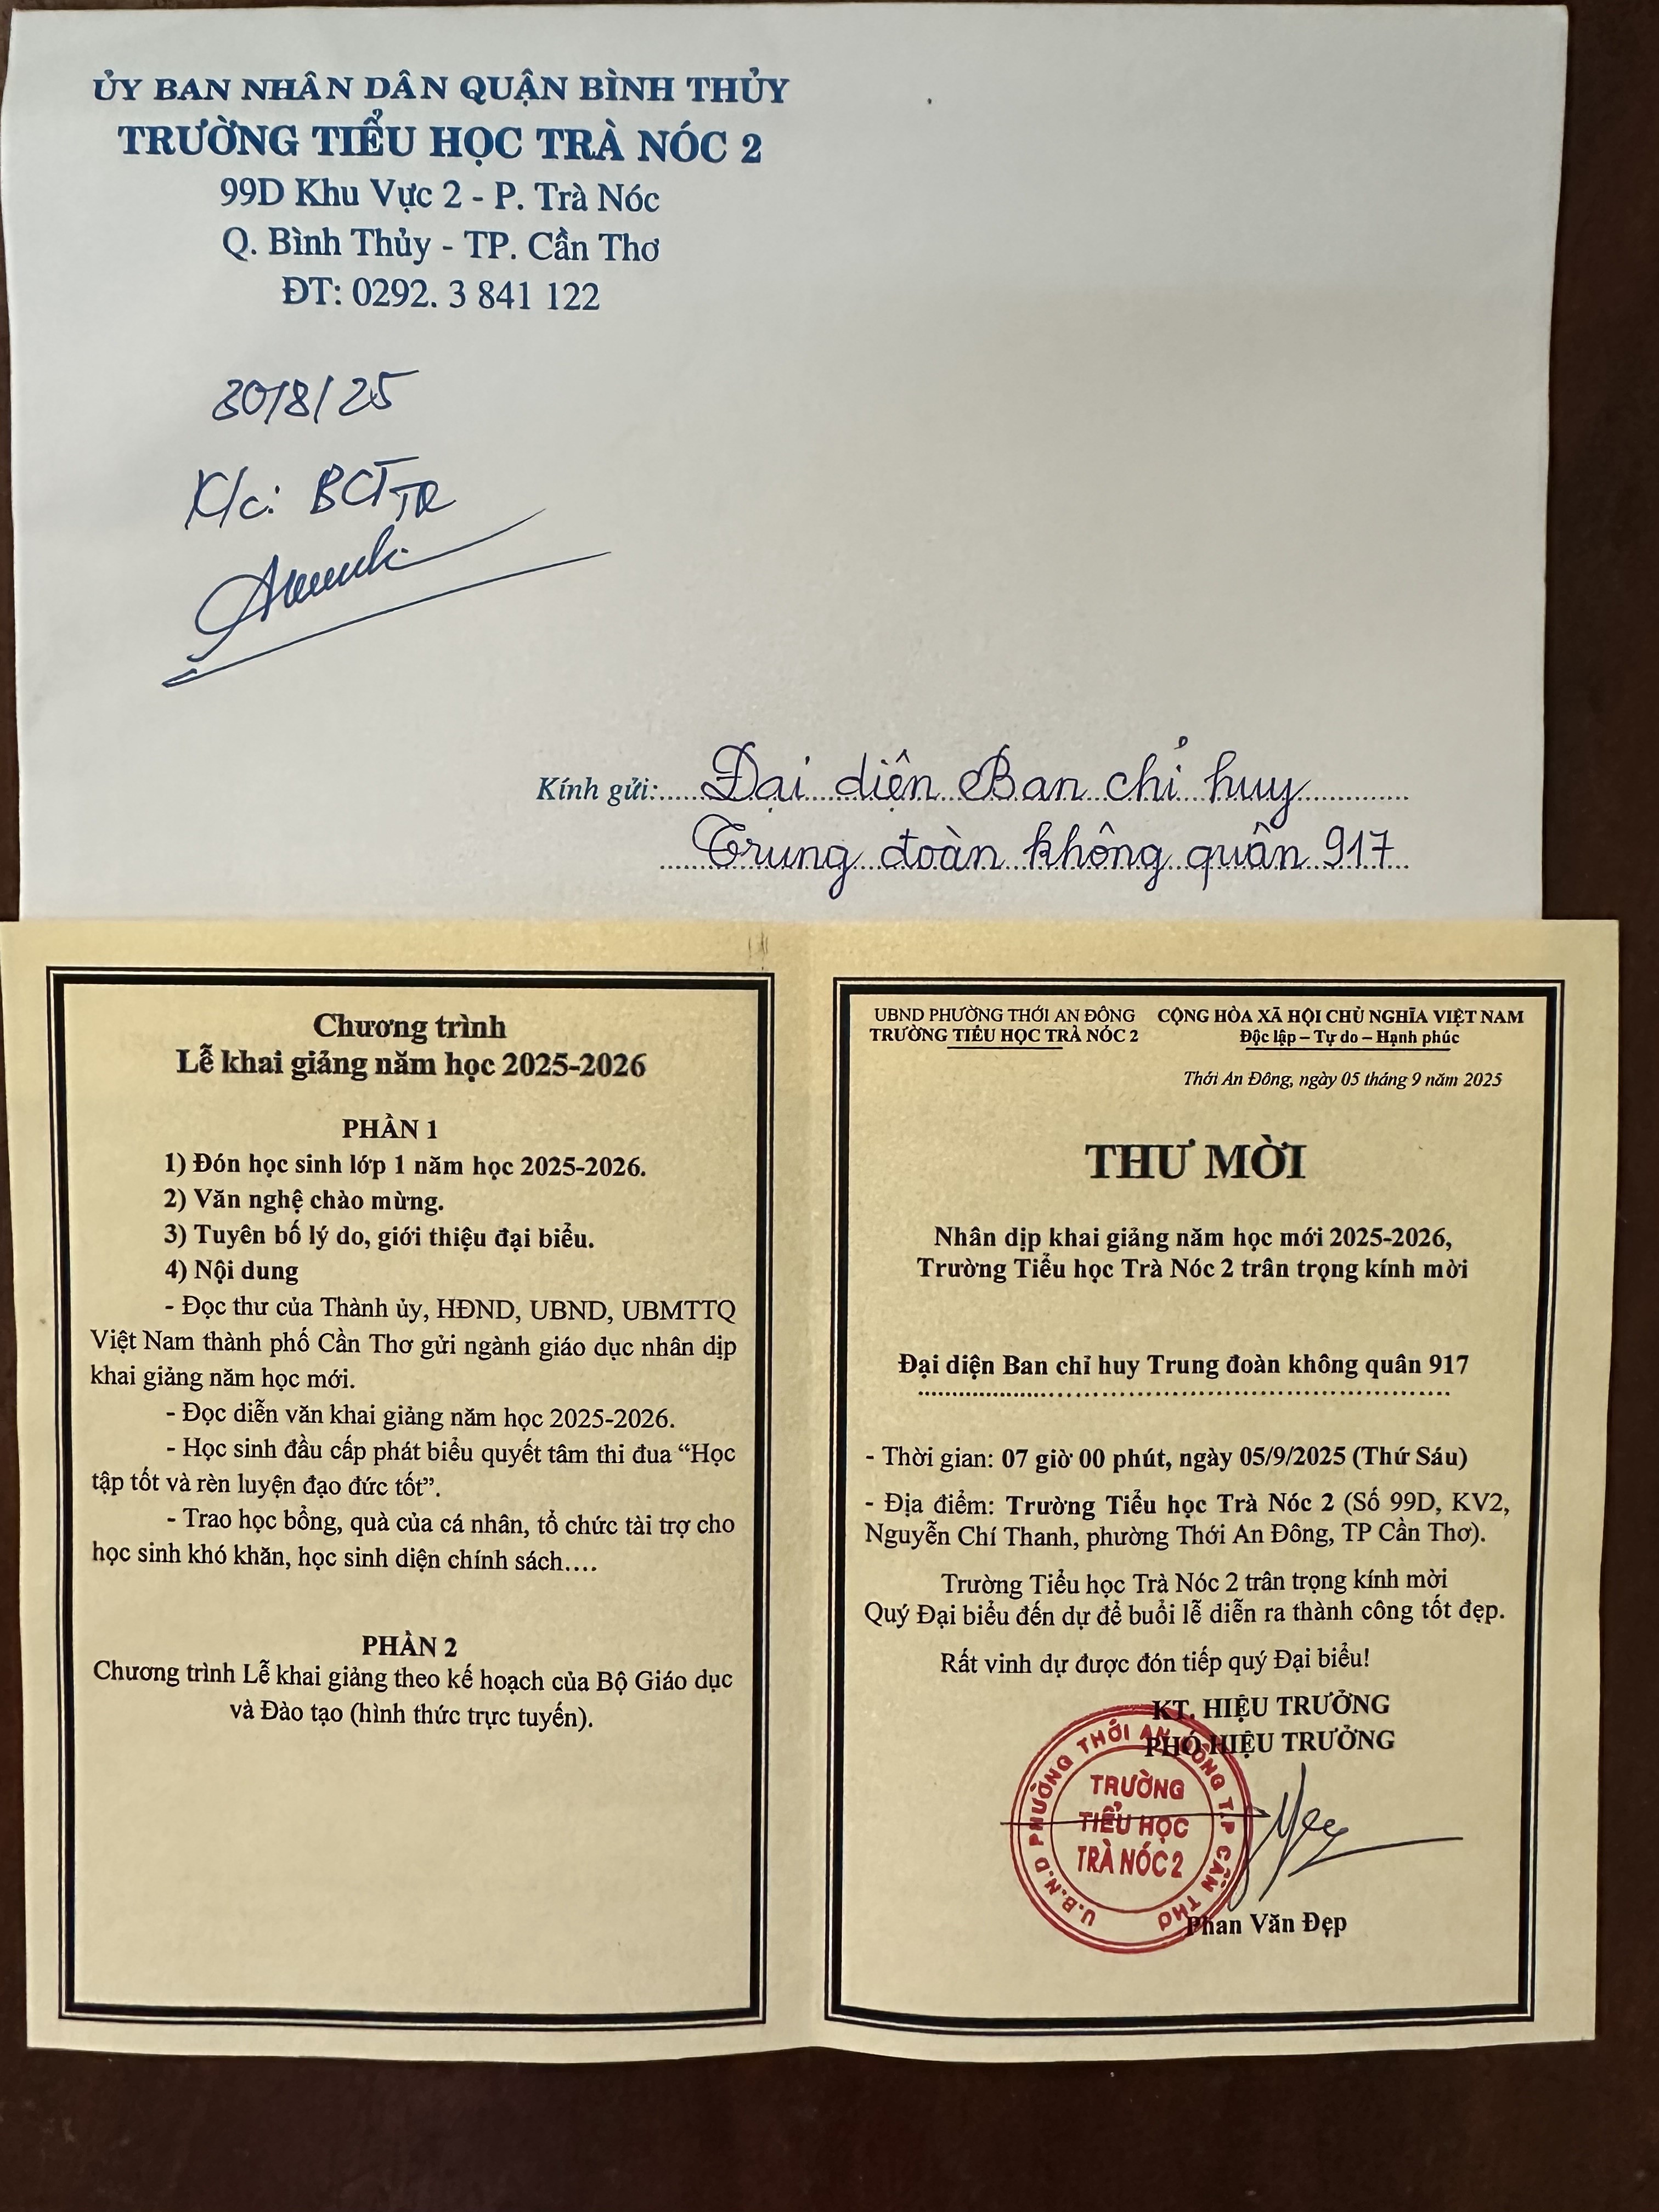 ỦY BAN NHÂN DÂN QUẬN BÌNH THỦY
TRƯỜNG TIỂU HỌC TRÀ NÓC 2
99D Khu Vực 2 - P. Trà Nóc
Q. Bình Thủy - TP. Cần Thơ
ĐT: 0292. 3 841 122
30/8/25
K/c: BCT TR
Kính gửi: Đại diện Ban chỉ huy
Trung đoàn không quân 917
Chương trình
Lễ khai giảng năm học 2025-2026
PHẦN 1
1) Đón học sinh lớp 1 năm học 2025-2026.
2) Văn nghệ chào mừng.
3) Tuyên bố lý do, giới thiệu đại biểu.
4) Nội dung
- Đọc thư của Thành ủy, HĐND, UBND, UBMTTQ
Việt Nam thành phố Cần Thơ gửi ngành giáo dục nhân dịp
khai giảng năm học mới.
- Đọc diễn văn khai giảng năm học 2025-2026.
- Học sinh đầu cấp phát biểu quyết tâm thi đua “Học
tập tốt và rèn luyện đạo đức tốt”.
- Trao học bổng, quà của cá nhân, tổ chức tài trợ cho
học sinh khó khăn, học sinh diện chính sách....
PHẦN 2
Chương trình Lễ khai giảng theo kế hoạch của Bộ Giáo dục
và Đào tạo (hình thức trực tuyến).
UBND PHƯỜNG THỚI AN ĐÔNG
TRƯỜNG TIỂU HỌC TRÀ NÓC 2
CỘNG HÒA XÃ HỘI CHỦ NGHĨA VIỆT NAM
Độc lập – Tự do – Hạnh phúc
Thới An Đông, ngày 05 tháng 9 năm 2025
THƯ MỜI
Nhân dịp khai giảng năm học mới 2025-2026,
Trường Tiểu học Trà Nóc 2 trân trọng kính mời
Đại diện Ban chỉ huy Trung đoàn không quân 917
- Thời gian: 07 giờ 00 phút, ngày 05/9/2025 (Thứ Sáu)
- Địa điểm: Trường Tiểu học Trà Nóc 2 (Số 99D, KV2,
Nguyễn Chí Thanh, phường Thới An Đông, TP Cần Thơ).
Trường Tiểu học Trà Nóc 2 trân trọng kính mời
Quý Đại biểu đến dự để buổi lễ diễn ra thành công tốt đẹp.
Rất vinh dự được đón tiếp quý Đại biểu!
KT. HIỆU TRƯỞNG
PHÓ HIỆU TRƯỞNG
U.B.N.D PHƯỜNG THỚI AN ĐÔNG T.P CẦN THƠ
TRƯỜNG
TIỂU HỌC
TRÀ NÓC 2
Phan Văn Đẹp